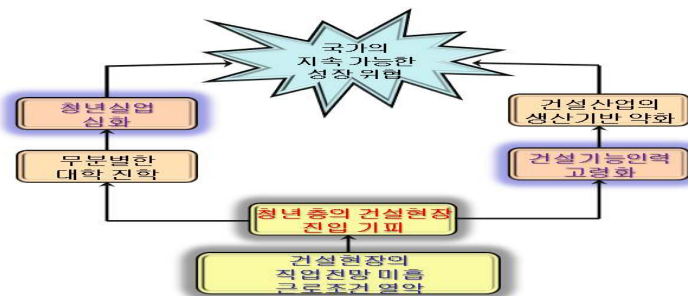 국가의
지속 가능한
성장 위협
청년실업
심화
건설산업의
생산기반 약화
무분별한
대학 진학
건설기능인력
고령화
청년층의 건설현장
진입 기피
건설현장의
직업전망 미흡
근로조건 열악